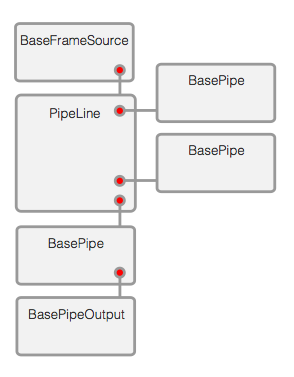 BaseFrameSource
BasePipe
PipeLine
BasePipe
BasePipe
BasePipeOutput